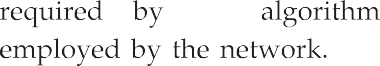 required by algorithm
employed by the network.